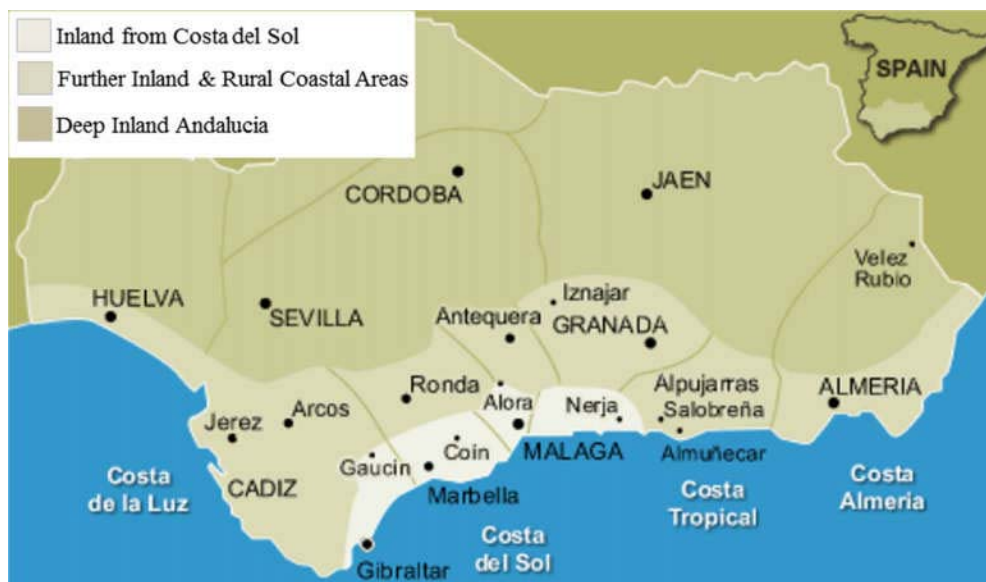 Inland from Costa del Sol
Further Inland & Rural Coastal Areas
Deep Inland Andalucia
SPAIN
CORDOBA
JAEN
Velez
Rubio
HUELVA
SEVILLA
Iznajar
Antequera
GRANADA
Ronda
Alpujarras
ALMERIA
Jerez
Arcos
Alora
Nerja
Salobreña
Gaucin
Coin
MALAGA
Almuñecar
Costa
de la Luz
CADIZ
Marbella
Costa
Tropical
Costa
Almeria
Costa
del Sol
Gibraltar